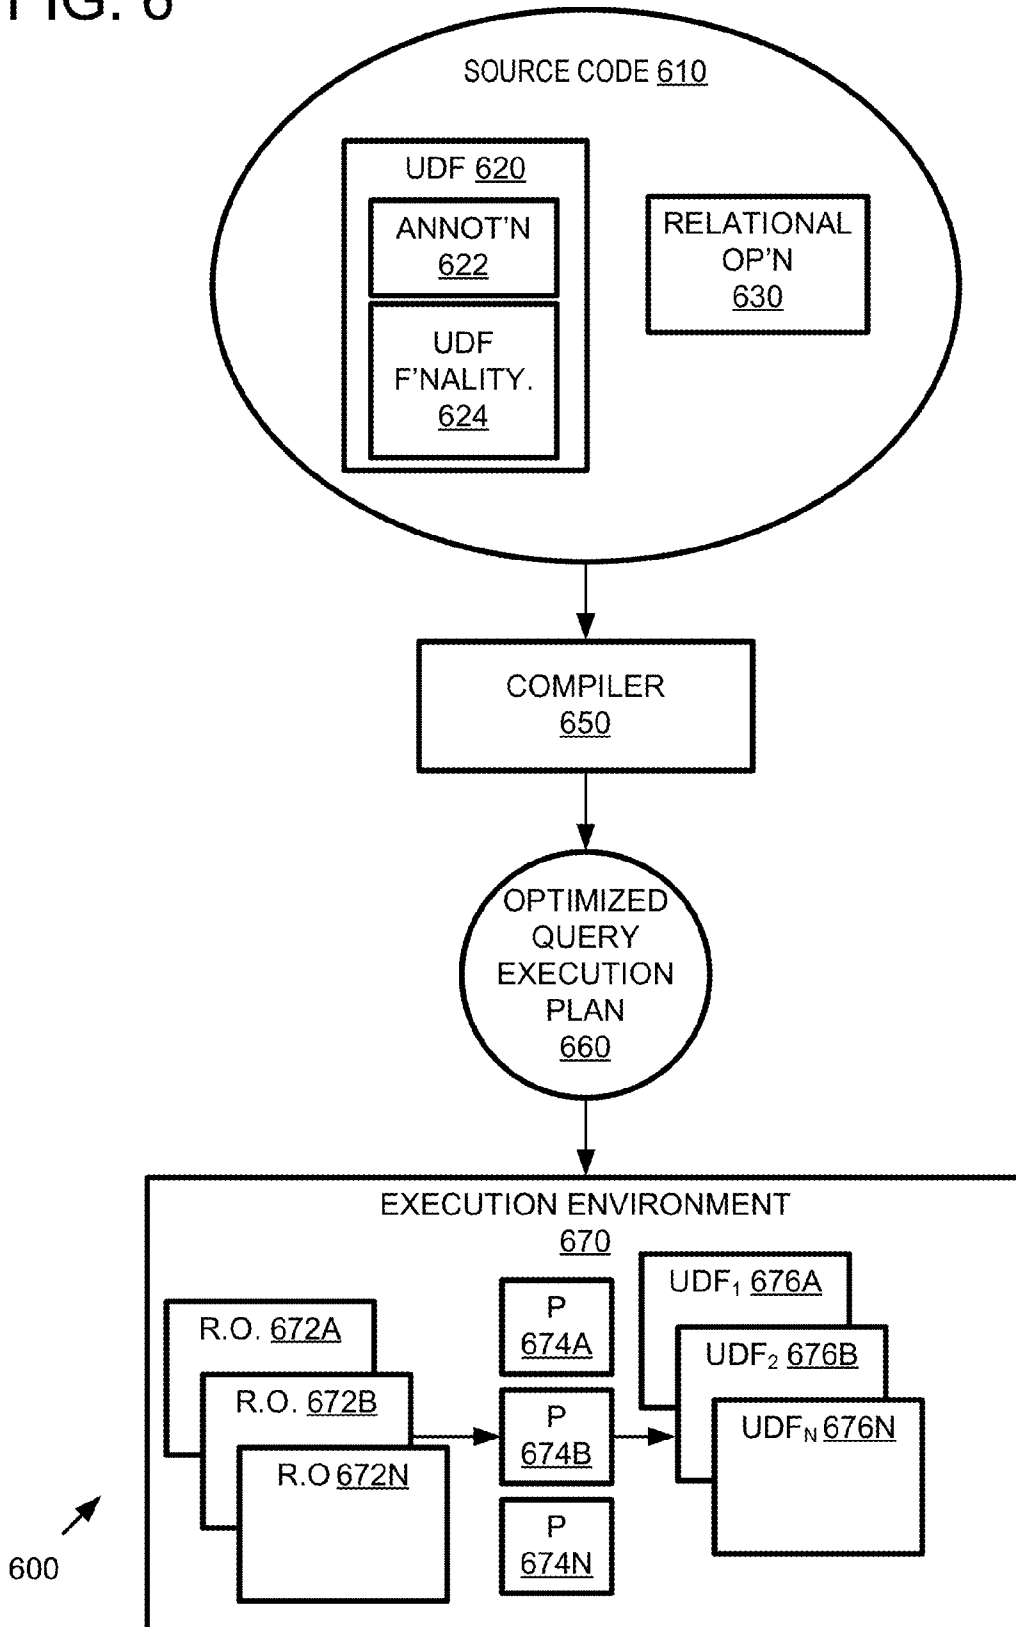 FIG. 6
SOURCE CODE 610
UDF 620
ANNOT'N
622
UDF
F'NALITY.
624
RELATIONAL
OP'N
630
COMPILER
650
OPTIMIZED
QUERY
EXECUTION
PLAN
660
EXECUTION ENVIRONMENT
670
R.O. 672A
R.O. 672B
R.O 672N
P
674A
P
674B
P
674N
UDF₁ 676A
UDF₂ 676B
UDFN 676N
600